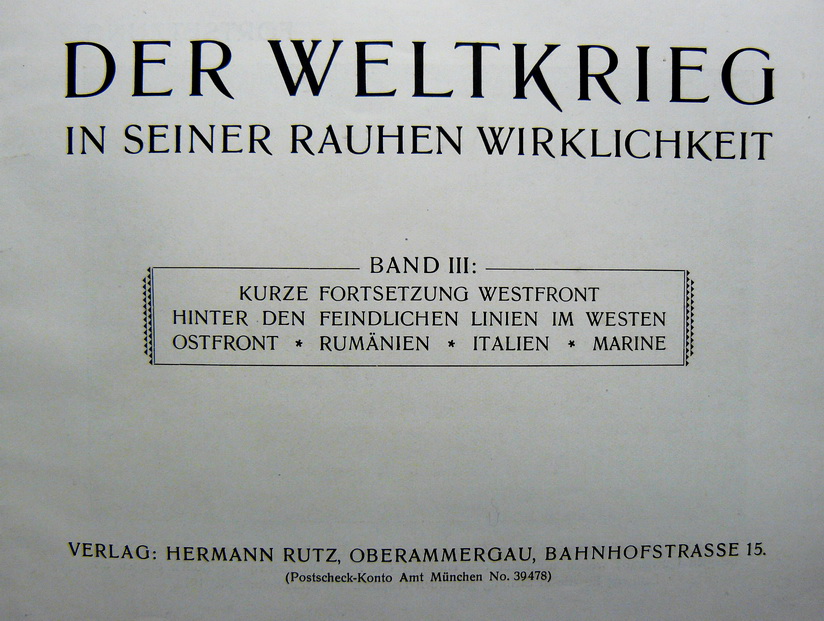 DER WELTKRIEG
IN SEINER RAUHEN WIRKLICHKEIT
BAND III:
KURZE FORTSETZUNG WESTFRONT
HINTER DEN FEINDLICHEN LINIEN IM WESTEN
OSTFRONT * RUMÄNIEN * ITALIEN * MARINE
VERLAG: HERMANN RUTZ, OBERAMMERGAU, BAHNHOFSTRASSE 15.
(Postscheck-Konto Amt München No. 39478)